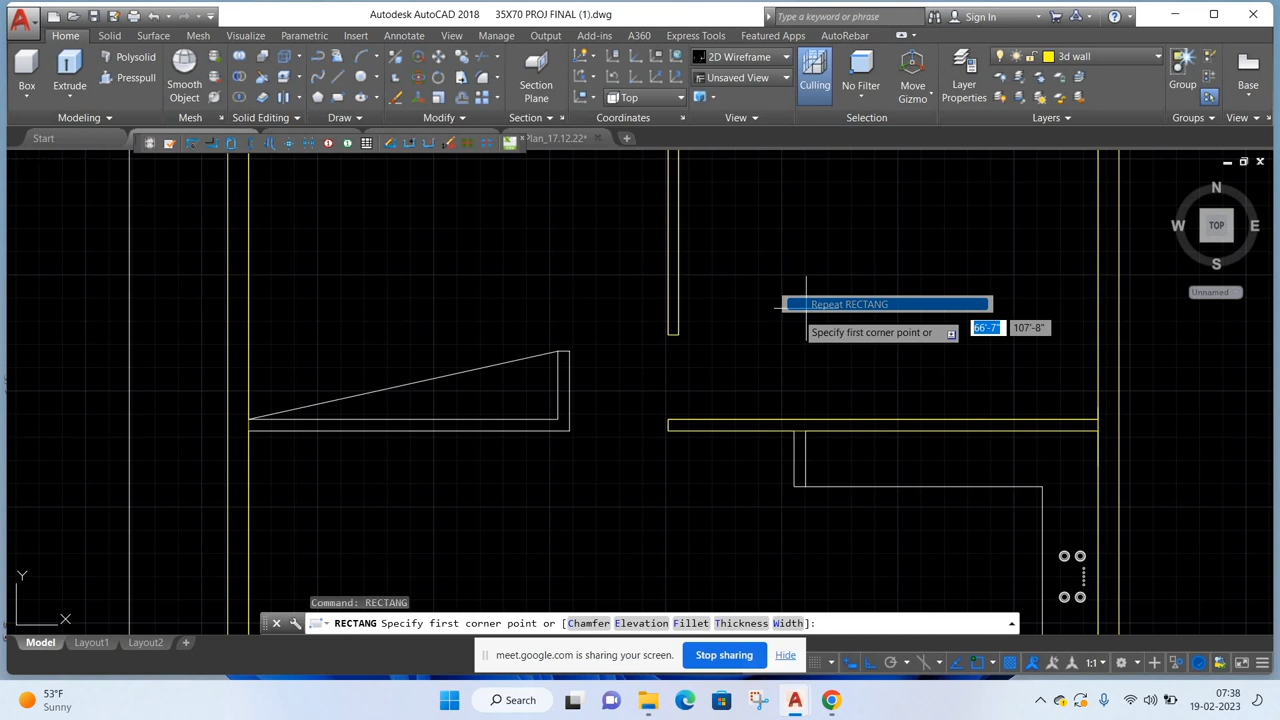 Autodesk AutoCAD 2018 35X70 PROJ FINAL (1).dwg
Type a keyword or phrase
Sign In
Home Solid Surface Mesh Visualize Parametric Insert Annotate View Manage Output Add-ins A360 Express Tools Featured Apps AutoRebar
Polysolid
Presspull
Box
Extrude
Smooth
Object
Section
Plane
2D Wireframe
Unsaved View
Top
Culling
No Filter
Move
Gizmo
Layer
Properties
3d wall
Group
Base
Modeling Mesh Solid Editing Draw Modify Section Coordinates View Selection Layers Groups View
Start
Plan_17.12.22*
N
W TOP E
S
Unnamed
Repeat RECTANG
Specify first corner point or
66'-7" 107'-8"
Y
X
Command: RECTANG
RECTANG Specify first corner point or [Chamfer Elevation Fillet Thickness Width]:
Model Layout1 Layout2
meet.google.com is sharing your screen. Stop sharing Hide
1:1
53°F
Sunny
Search
07:38
19-02-2023